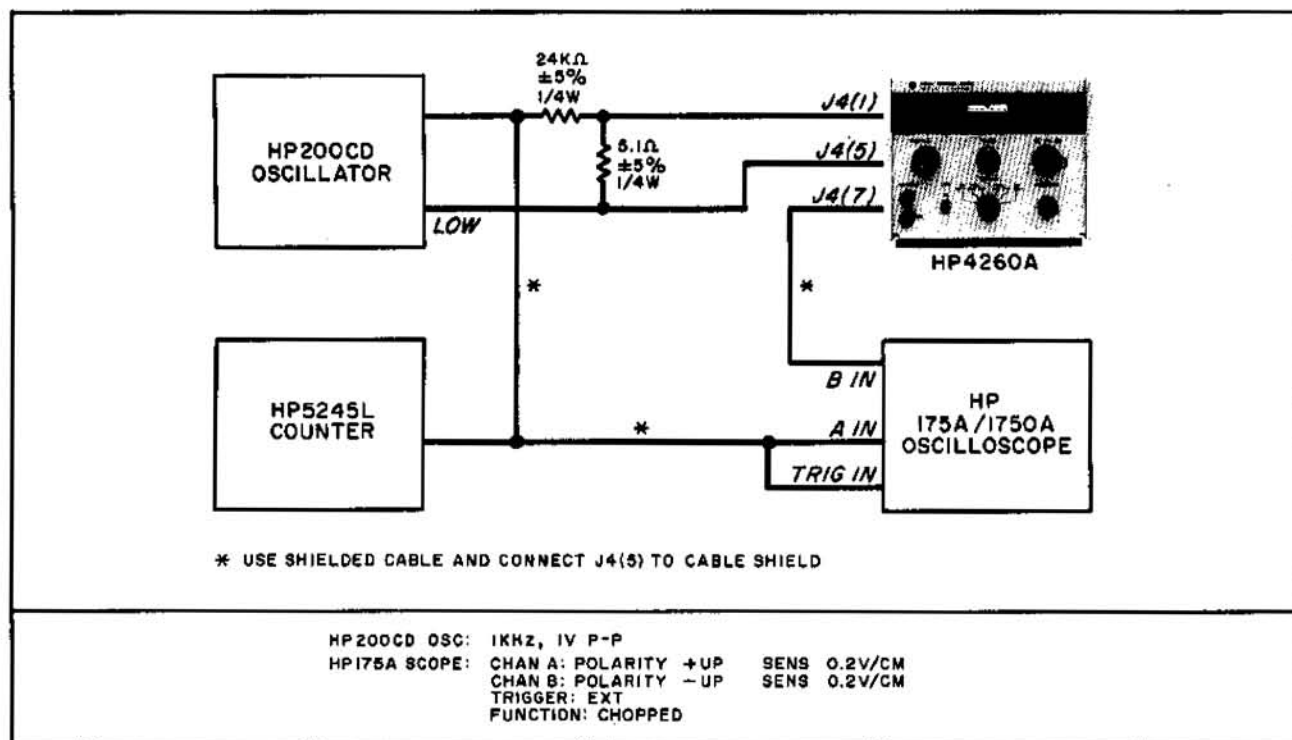 24KΩ
±5%
1/4W
J4(1)
HP200CD
OSCILLATOR
5.1Ω
±5%
1/4W
J4(5)
J4(7)
LOW
HP4260A
*
*
HP5245L
COUNTER
*
B IN
A IN
TRIG IN
HP
175A/1750A
OSCILLOSCOPE
* USE SHIELDED CABLE AND CONNECT J4(5) TO CABLE SHIELD
HP200CD OSC: 1KHz, 1V P-P
HP175A SCOPE: CHAN A: POLARITY +UP SENS 0.2V/CM
CHAN B: POLARITY -UP SENS 0.2V/CM
TRIGGER: EXT
FUNCTION: CHOPPED